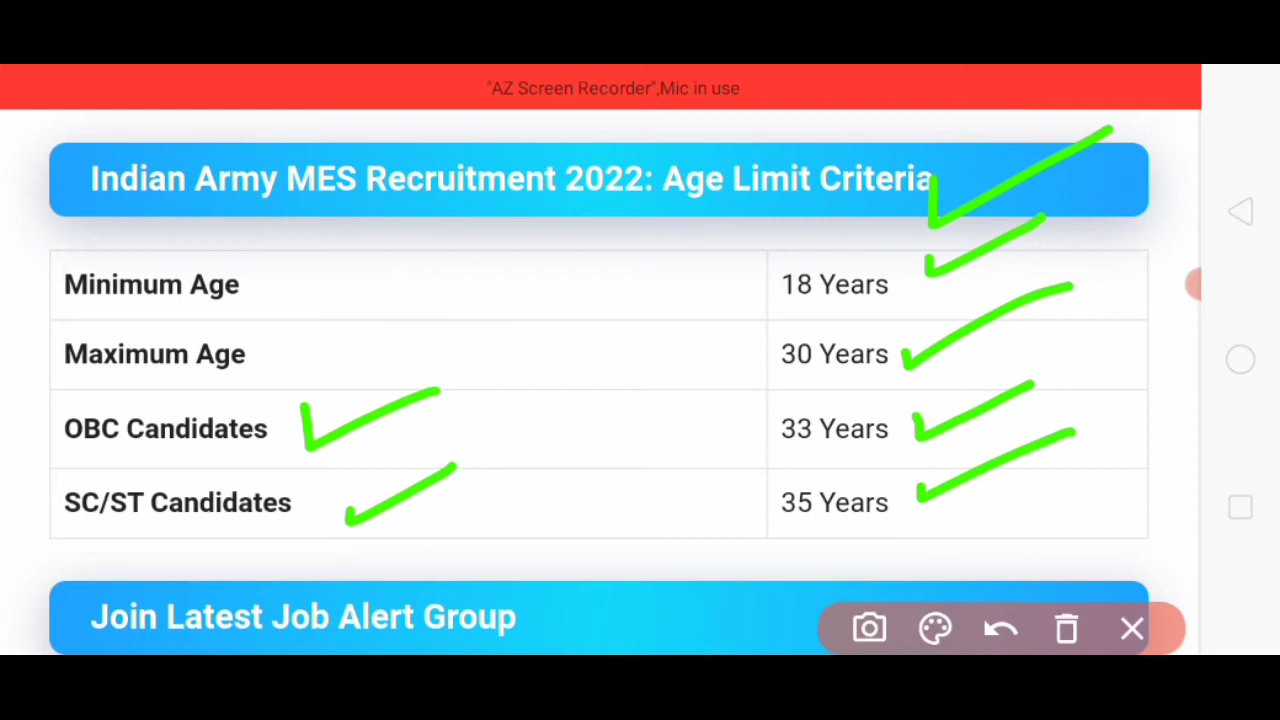 "AZ Screen Recorder",Mic in use
Indian Army MES Recruitment 2022: Age Limit Criteria
Minimum Age 18 Years
Maximum Age 30 Years
OBC Candidates 33 Years
SC/ST Candidates 35 Years
Join Latest Job Alert Group